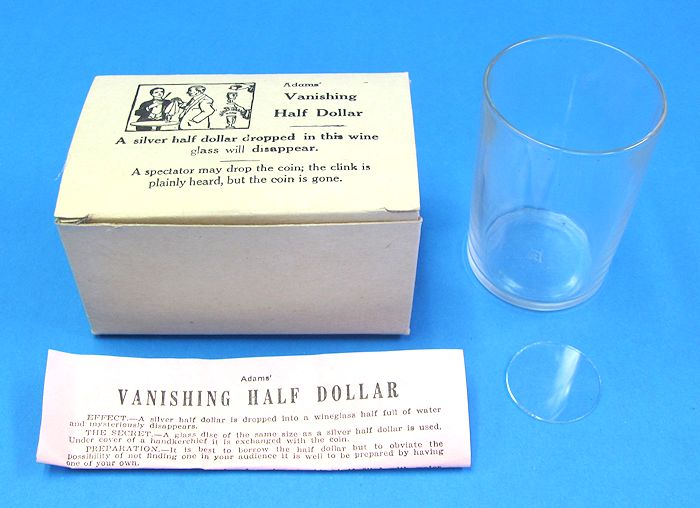 Adams'
Vanishing
Half Dollar
A silver half dollar dropped in this wine
glass will disappear.
A spectator may drop the coin; the clink is
plainly heard, but the coin is gone.
Adams'
VANISHING HALF DOLLAR
EFFECT.—A silver half dollar is dropped into a wineglass half full of water
and mysteriously disappears.
THE SECRET.—A glass disc of the same size as a silver half dollar is used.
Under cover of a handkerchief it is exchanged with the coin.
PREPARATION.—It is best to borrow the half dollar but to obviate the
possibility of not finding one in your audience it is well to be prepared by having
one of your own.